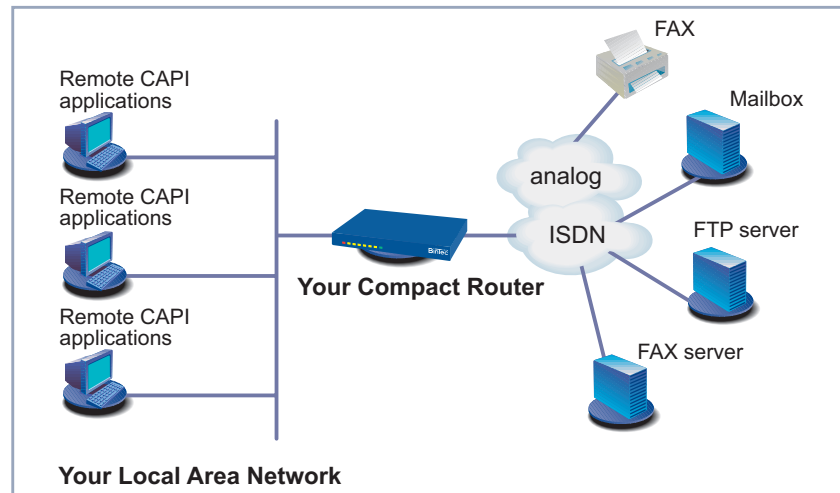 FAX
Remote CAPI
applications
Mailbox
analog
Remote CAPI
applications
ISDN
FTP server
BinTec
Your Compact Router
Remote CAPI
applications
FAX server
Your Local Area Network